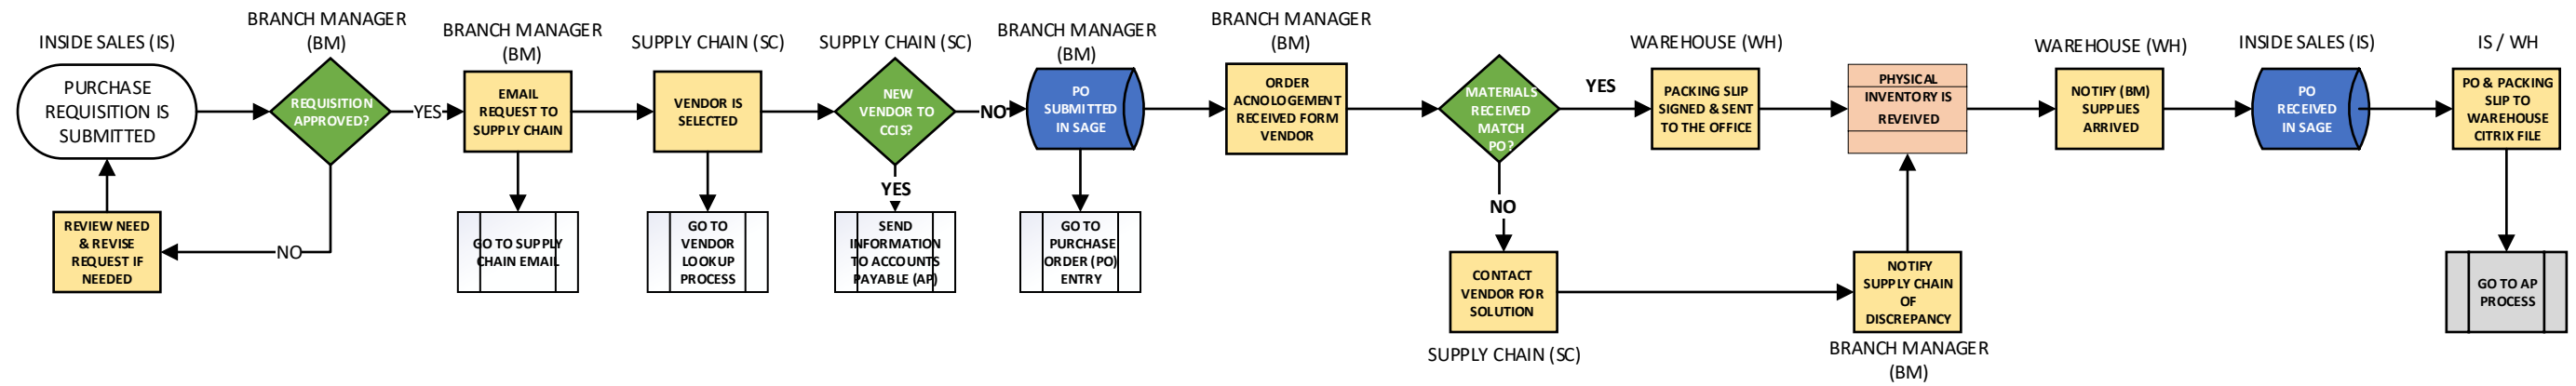 INSIDE SALES (IS)
PURCHASE
REQUISITION IS
SUBMITTED
BRANCH MANAGER
(BM)
REQUISITION
APPROVED?
YES
NO
REVIEW NEED
& REVISE
REQUEST IF
NEEDED
BRANCH MANAGER
(BM)
EMAIL
REQUEST TO
SUPPLY CHAIN
GO TO SUPPLY
CHAIN EMAIL
SUPPLY CHAIN (SC)
VENDOR IS
SELECTED
GO TO
VENDOR
LOOKUP
PROCESS
SUPPLY CHAIN (SC)
NEW
VENDOR TO
CCIS?
NO
YES
SEND
INFORMATION
TO ACCOUNTS
PAYABLE (AP)
BRANCH MANAGER
(BM)
PO
SUBMITTED
IN SAGE
GO TO
PURCHASE
ORDER (PO)
ENTRY
BRANCH MANAGER
(BM)
ORDER
ACNOLOGEMENT
RECEIVED FORM
VENDOR
MATERIALS
RECEIVED
MATCH
PO?
YES
NO
CONTACT
VENDOR FOR
SOLUTION
SUPPLY CHAIN (SC)
WAREHOUSE (WH)
PACKING SLIP
SIGNED & SENT
TO THE OFFICE
PHYSICAL
INVENTORY IS
REVEIVED
NOTIFY
SUPPLY CHAIN
OF
DISCREPANCY
BRANCH MANAGER
(BM)
WAREHOUSE (WH)
NOTIFY (BM)
SUPPLIES
ARRIVED
INSIDE SALES (IS)
PO
RECEIVED
IN SAGE
IS / WH
PO & PACKING
SLIP TO
WAREHOUSE
CITRIX FILE
GO TO AP
PROCESS